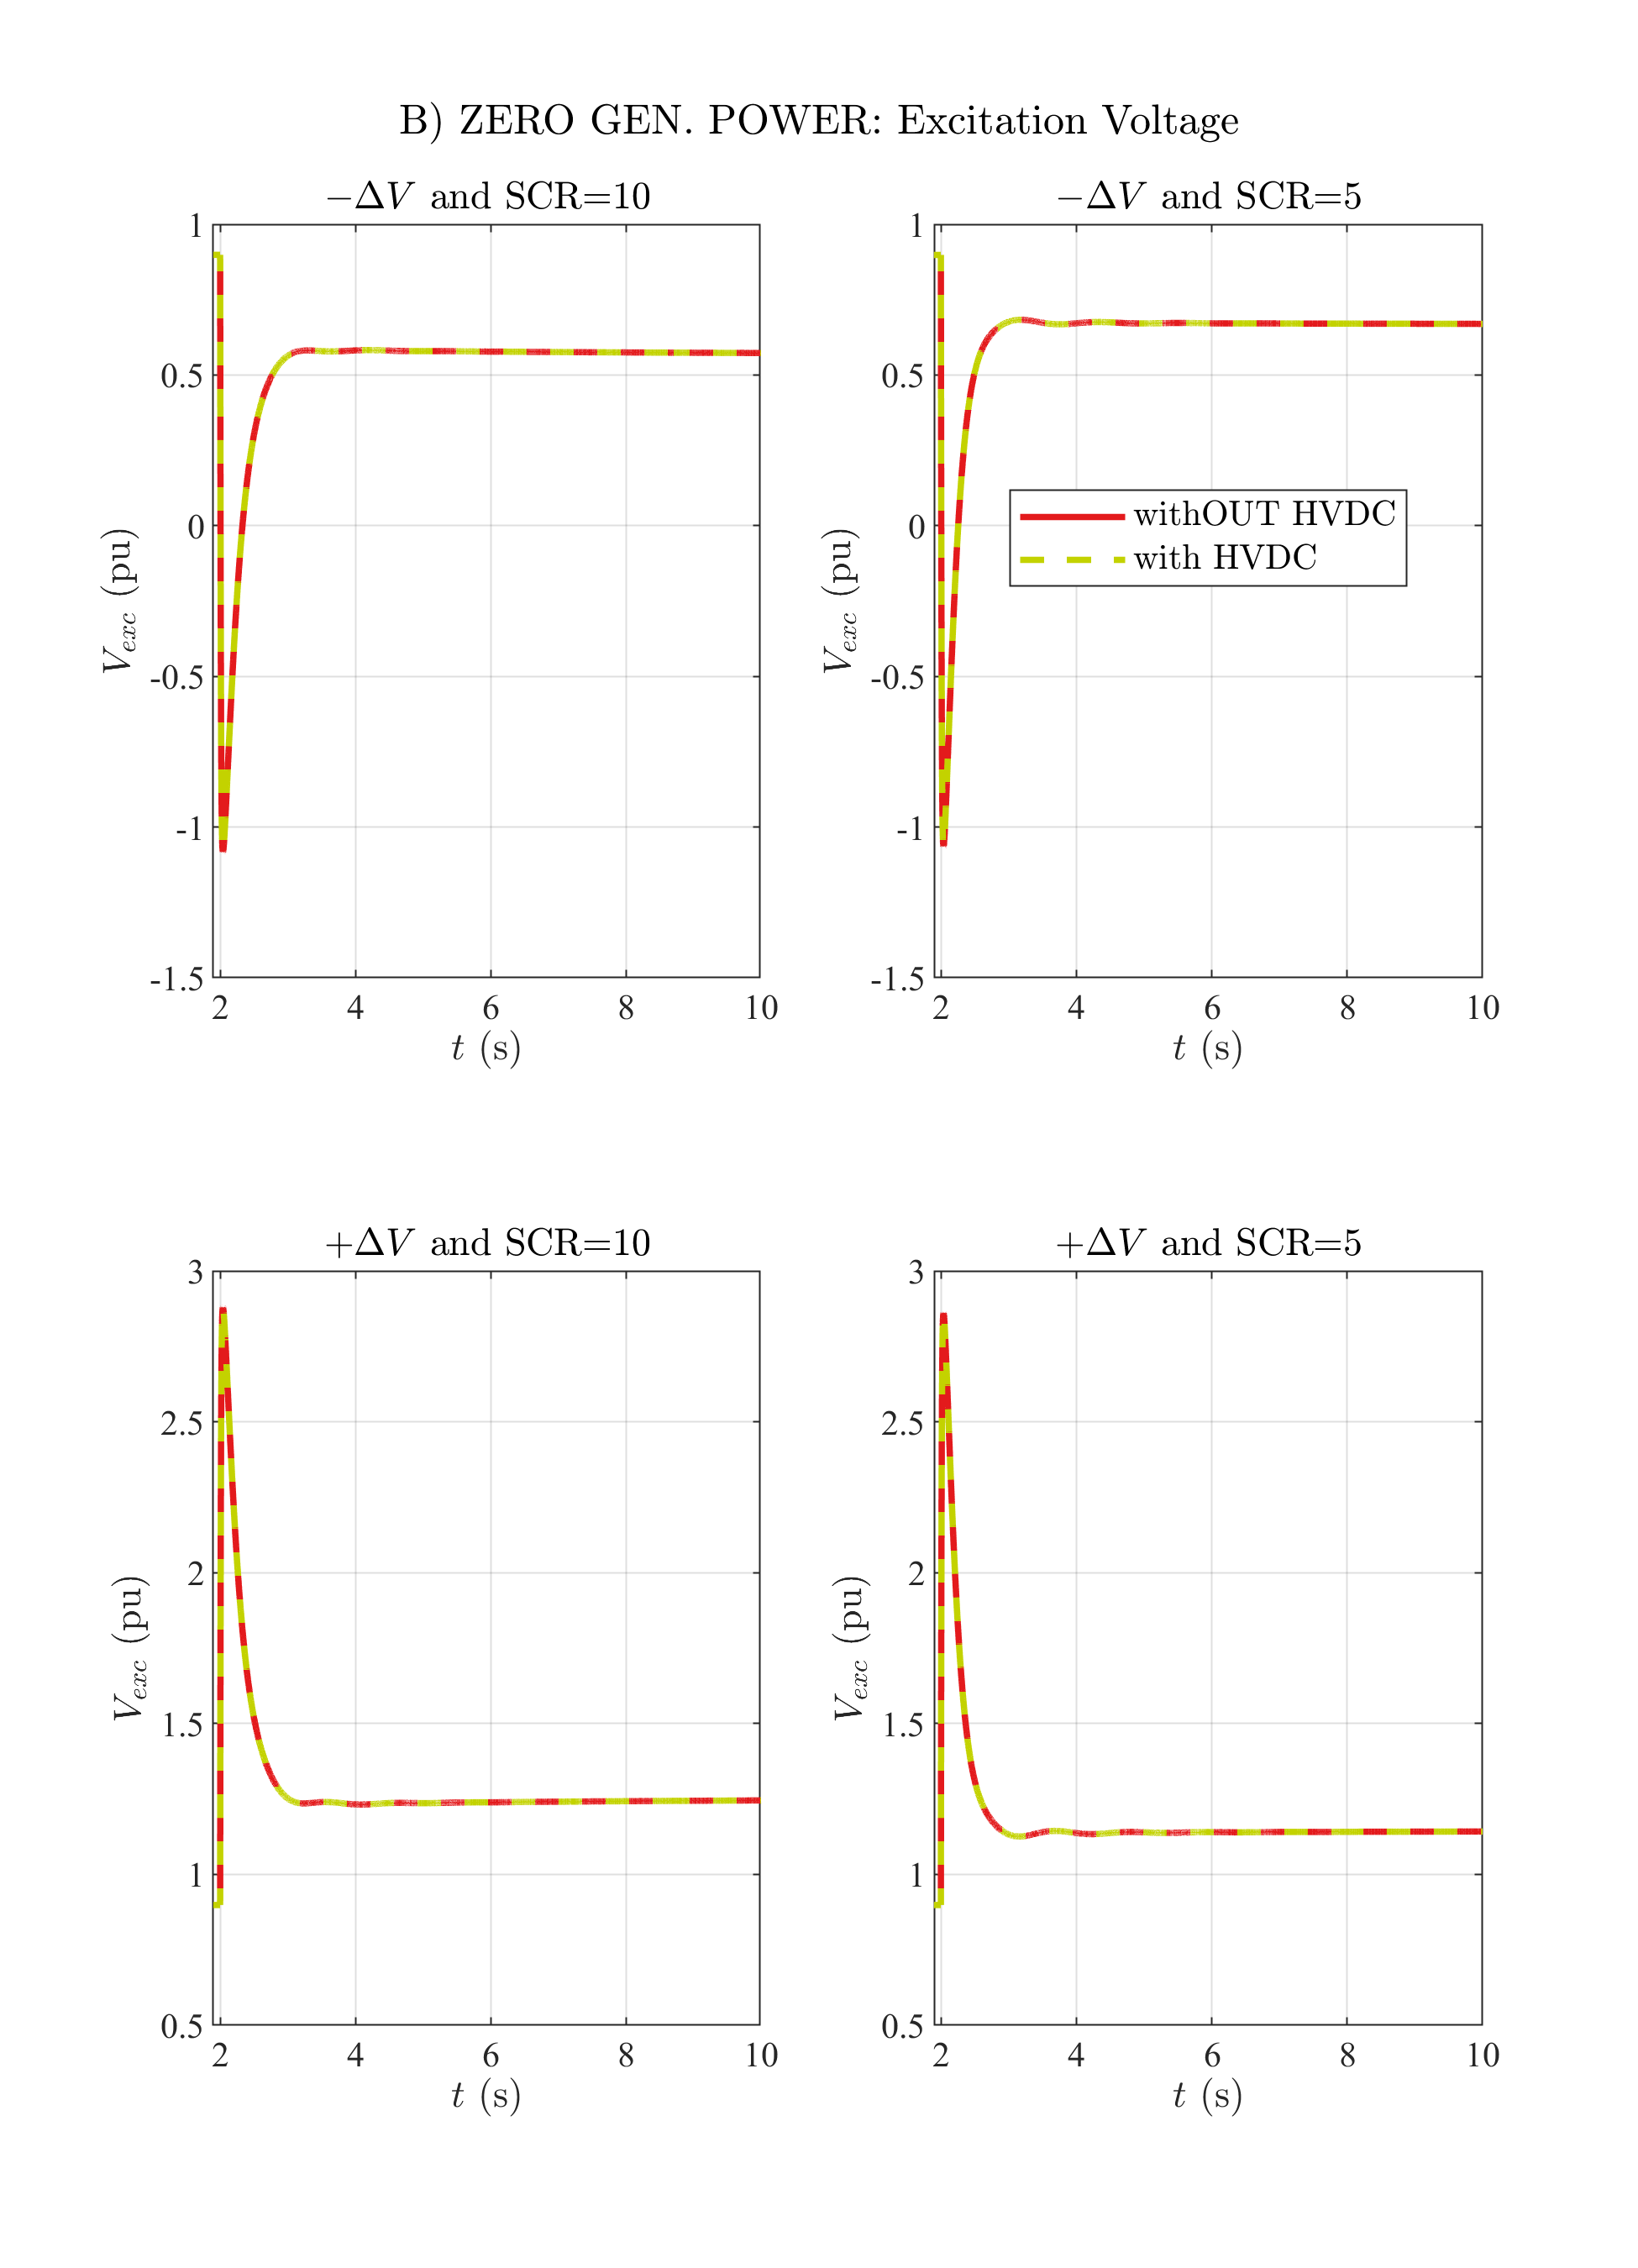 B) ZERO GEN. POWER: Excitation Voltage
−ΔV and SCR=10
1
0.5
0
-0.5
-1
-1.5
V_exc (pu)
2 4 6 8 10
t (s)
−ΔV and SCR=5
1
0.5
0
-0.5
-1
-1.5
V_exc (pu)
withOUT HVDC
with HVDC
2 4 6 8 10
t (s)
+ΔV and SCR=10
3
2.5
2
1.5
1
0.5
V_exc (pu)
2 4 6 8 10
t (s)
+ΔV and SCR=5
3
2.5
2
1.5
1
0.5
V_exc (pu)
2 4 6 8 10
t (s)